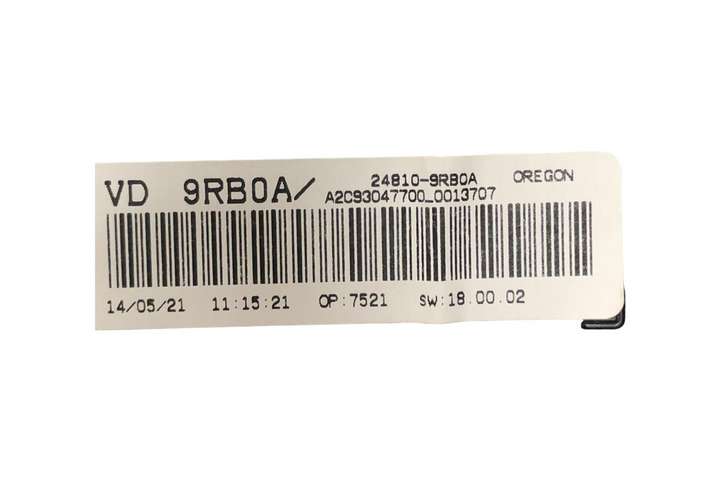 VD 9RB0A/ 24810-9RB0A OREGON
A2C93047700_0013707
14/05/21 11:15:21 OP:7521 SW:18.00.02